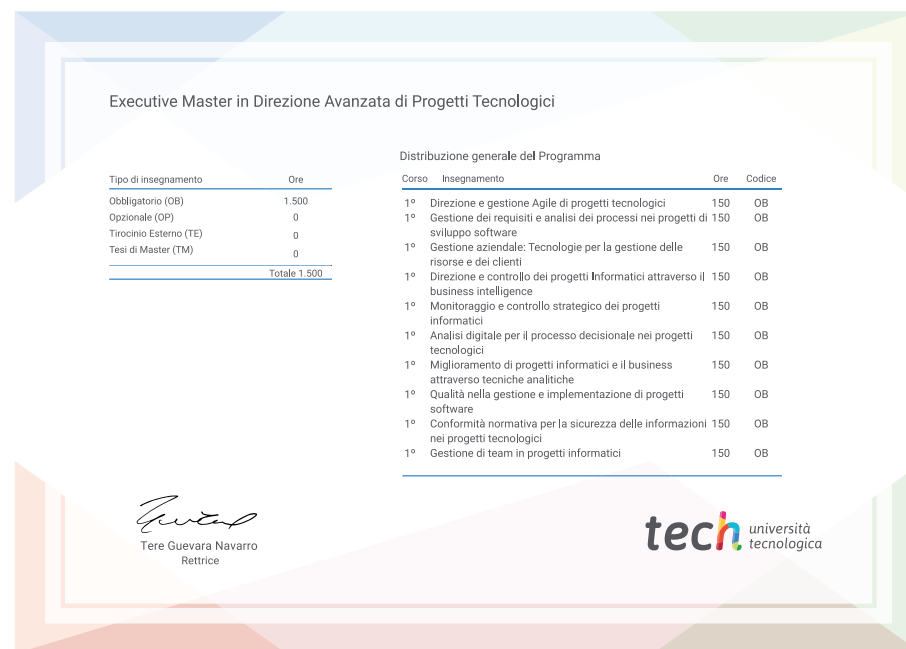 Executive Master in Direzione Avanzata di Progetti Tecnologici
Tipo di insegnamento Ore
Obbligatorio (OB) 1.500
Opzionale (OP) 0
Tirocinio Esterno (TE) 0
Tesi di Master (TM) 0
Totale 1.500
Distribuzione generale del Programma
Corso Insegnamento Ore Codice
1º Direzione e gestione Agile di progetti tecnologici 150 OB
1º Gestione dei requisiti e analisi dei processi nei progetti di 150 OB
sviluppo software
1º Gestione aziendale: Tecnologie per la gestione delle 150 OB
risorse e dei clienti
1º Direzione e controllo dei progetti Informatici attraverso il 150 OB
business intelligence
1º Monitoraggio e controllo strategico dei progetti 150 OB
informatici
1º Analisi digitale per il processo decisionale nei progetti 150 OB
tecnologici
1º Miglioramento di progetti informatici e il business 150 OB
attraverso tecniche analitiche
1º Qualità nella gestione e implementazione di progetti 150 OB
software
1º Conformità normativa per la sicurezza delle informazioni 150 OB
nei progetti tecnologici
1º Gestione di team in progetti informatici 150 OB
Tere Guevara Navarro
Rettrice
tech università
tecnologica